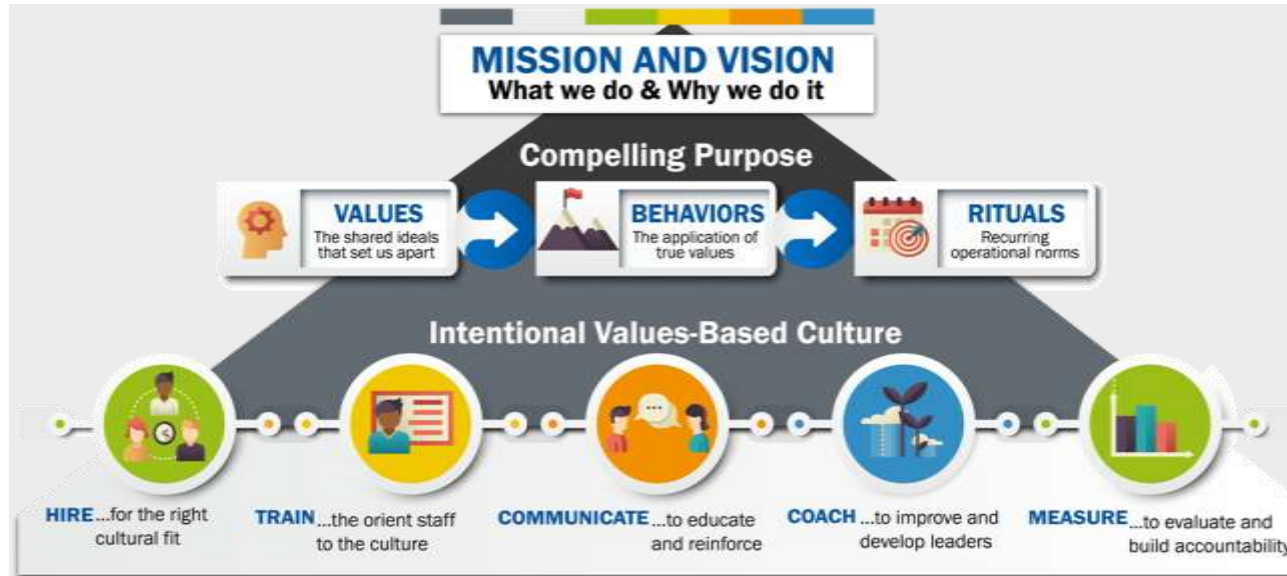 MISSION AND VISION
What we do & Why we do it
Compelling Purpose
VALUES
The shared ideals
that set us apart
BEHAVIORS
The application of
true values
RITUALS
Recurring
operational norms
Intentional Values-Based Culture
HIRE...for the right
cultural fit
TRAIN...the orient staff
to the culture
COMMUNICATE...to educate
and reinforce
COACH...to improve and
develop leaders
MEASURE...to evaluate and
build accountability